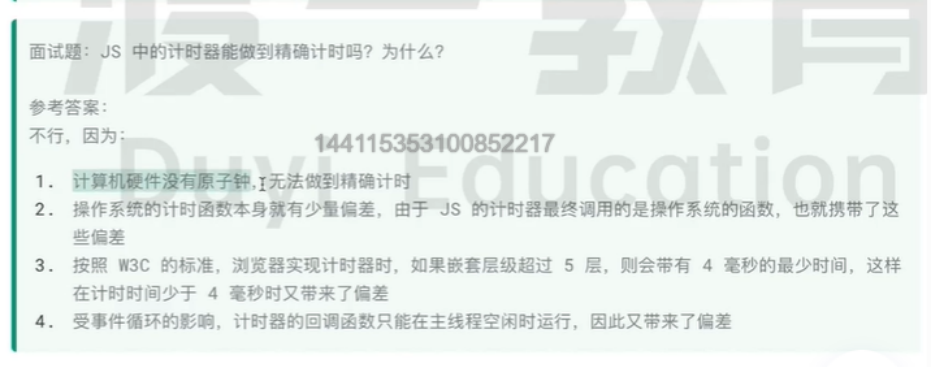 渡一教育
面试题：JS 中的计时器能做到精确计时吗？为什么？
参考答案：
不行，因为：
144115353100852217
Duyi Education
1. 计算机硬件没有原子钟，无法做到精确计时
2. 操作系统的计时函数本身就有少量偏差，由于 JS 的计时器最终调用的是操作系统的函数，也就携带了这
些偏差
3. 按照 W3C 的标准，浏览器实现计时器时，如果嵌套层级超过 5 层，则会带有 4 毫秒的最少时间，这样
在计时时间少于 4 毫秒时又带来了偏差
4. 受事件循环的影响，计时器的回调函数只能在主线程空闲时运行，因此又带来了偏差